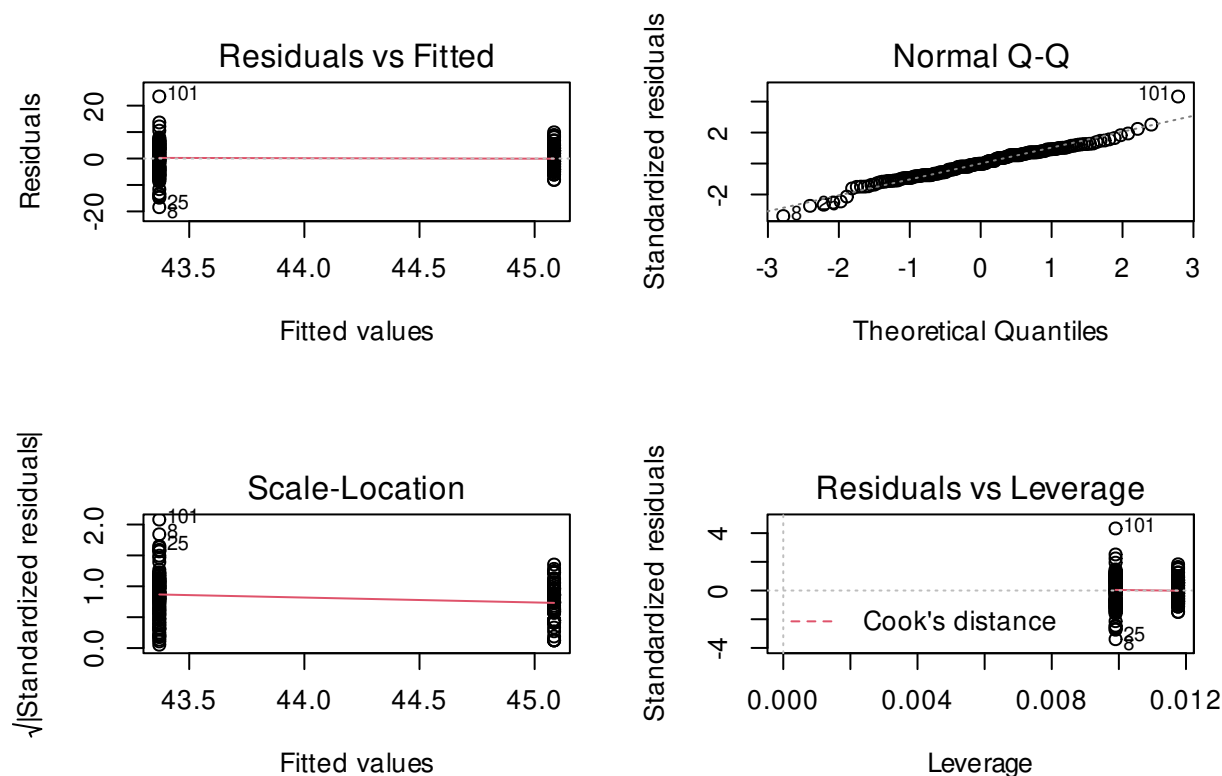 Residuals vs Fitted
Residuals
20
0
-20
101
25
8
43.5 44.0 44.5 45.0
Fitted values
Normal Q-Q
Standardized residuals
2
-2
101
8
-3 -2 -1 0 1 2 3
Theoretical Quantiles
Scale-Location
√|Standardized residuals|
2.0
1.0
0.0
101
8
25
43.5 44.0 44.5 45.0
Fitted values
Residuals vs Leverage
Standardized residuals
4
0
-4
101
25
8
Cook's distance
0.000 0.004 0.008 0.012
Leverage